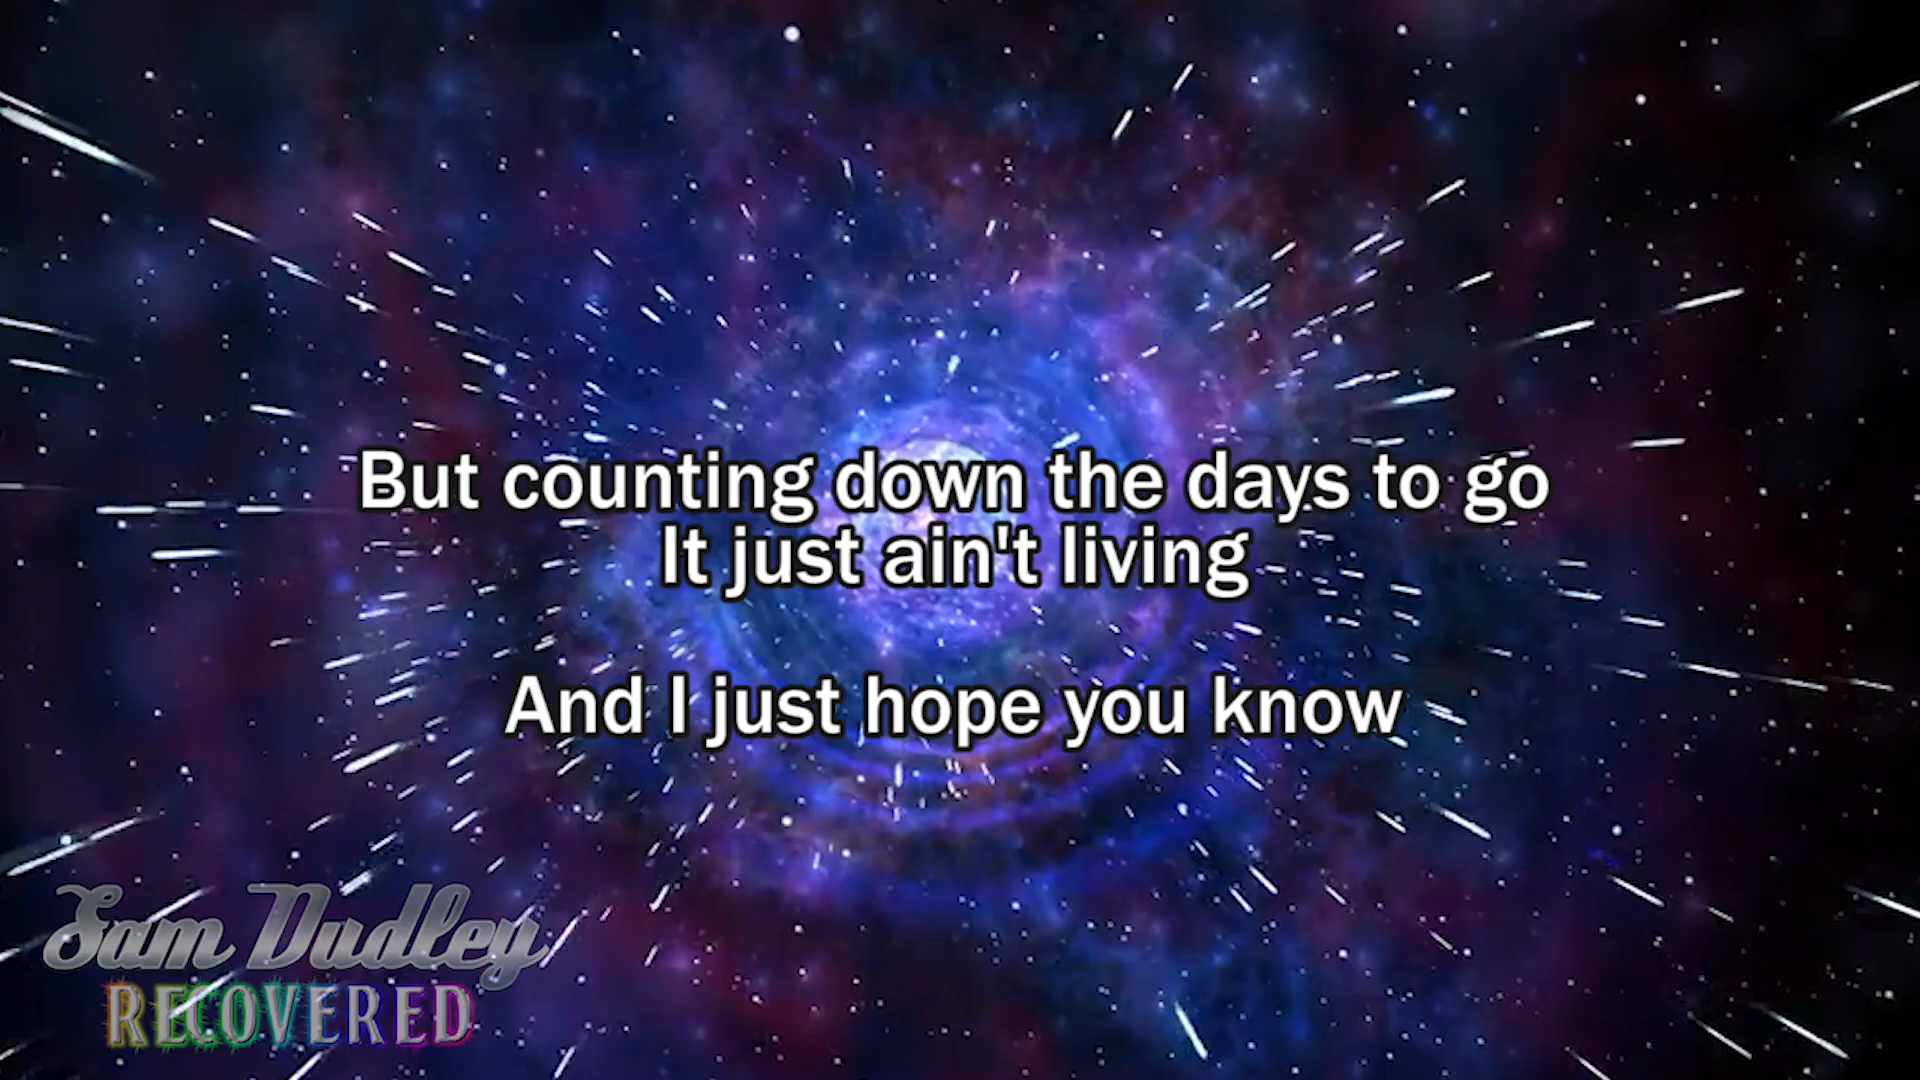 But counting down the days to go
It just ain't living
And I just hope you know
Sam Dudley
RECOVERED